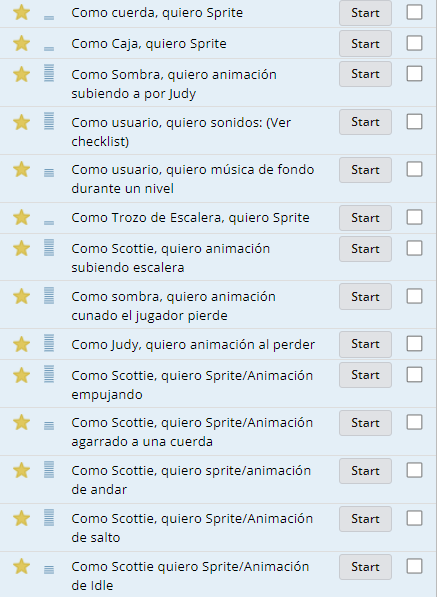 Como cuerda, quiero Sprite Start
Como Caja, quiero Sprite Start
Como Sombra, quiero animación Start
subiendo a por Judy
Como usuario, quiero sonidos: (Ver Start
checklist)
Como usuario, quiero música de fondo Start
durante un nivel
Como Trozo de Escalera, quiero Sprite Start
Como Scottie, quiero animación Start
subiendo escalera
Como sombra, quiero animación Start
cunado el jugador pierde
Como Judy, quiero animación al perder Start
Como Scottie, quiero Sprite/Animación Start
empujando
Como Scottie, quiero Sprite/Animación Start
agarrado a una cuerda
Como Scottie, quiero sprite/animación Start
de andar
Como Scottie, quiero Sprite/Animación Start
de salto
Como Scottie quiero Sprite/Animación Start
de Idle